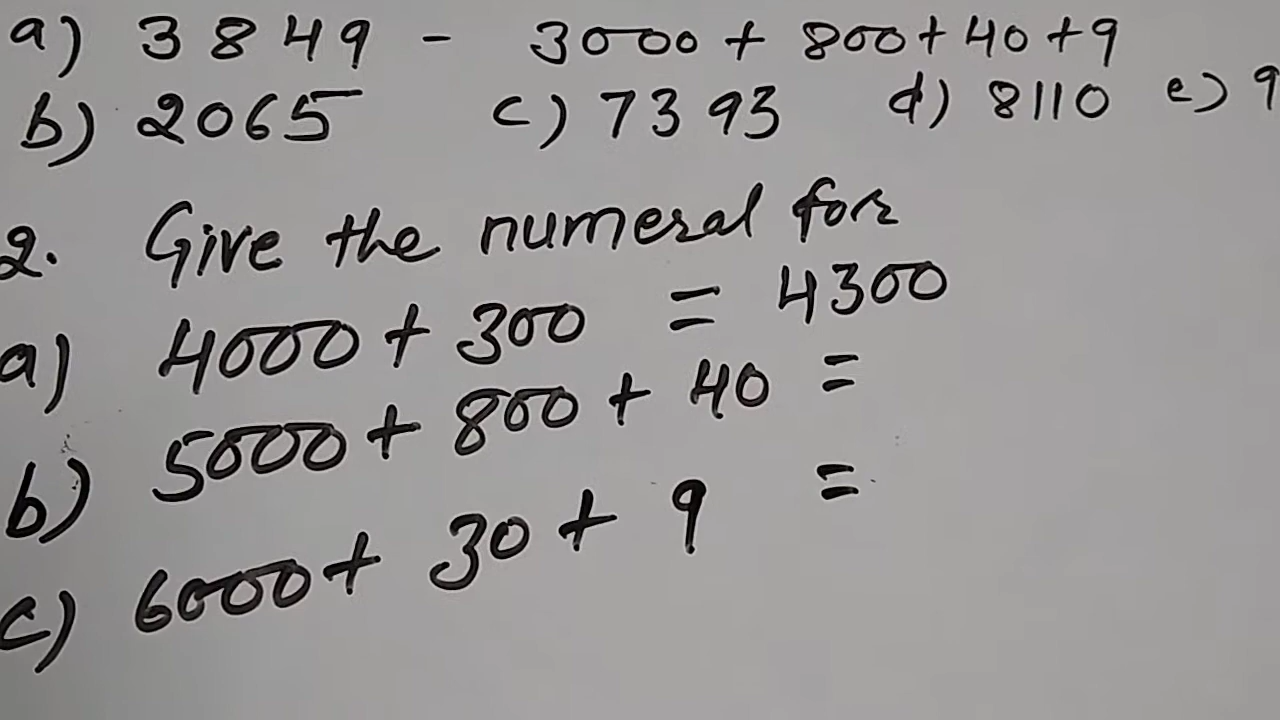 a) 3849 - 3000 + 800 + 40 + 9
b) 2065 c) 7393 d) 8110 e) 9
2. Give the numeral for
a) 4000 + 300 = 4300
b) 5000 + 800 + 40 =
c) 6000 + 30 + 9 =